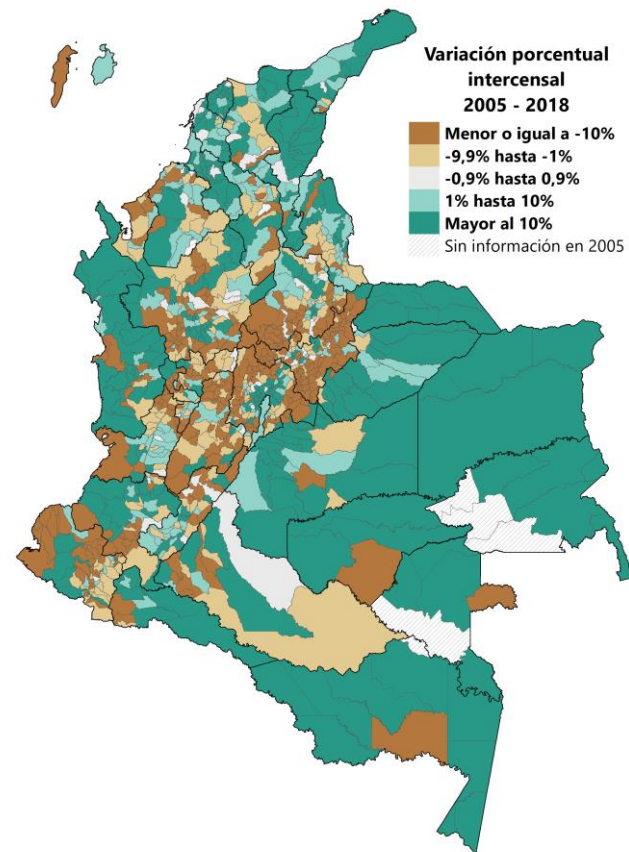 Variación porcentual
intercensal
2005 - 2018
Menor o igual a -10%
-9,9% hasta -1%
-0,9% hasta 0,9%
1% hasta 10%
Mayor al 10%
Sin información en 2005